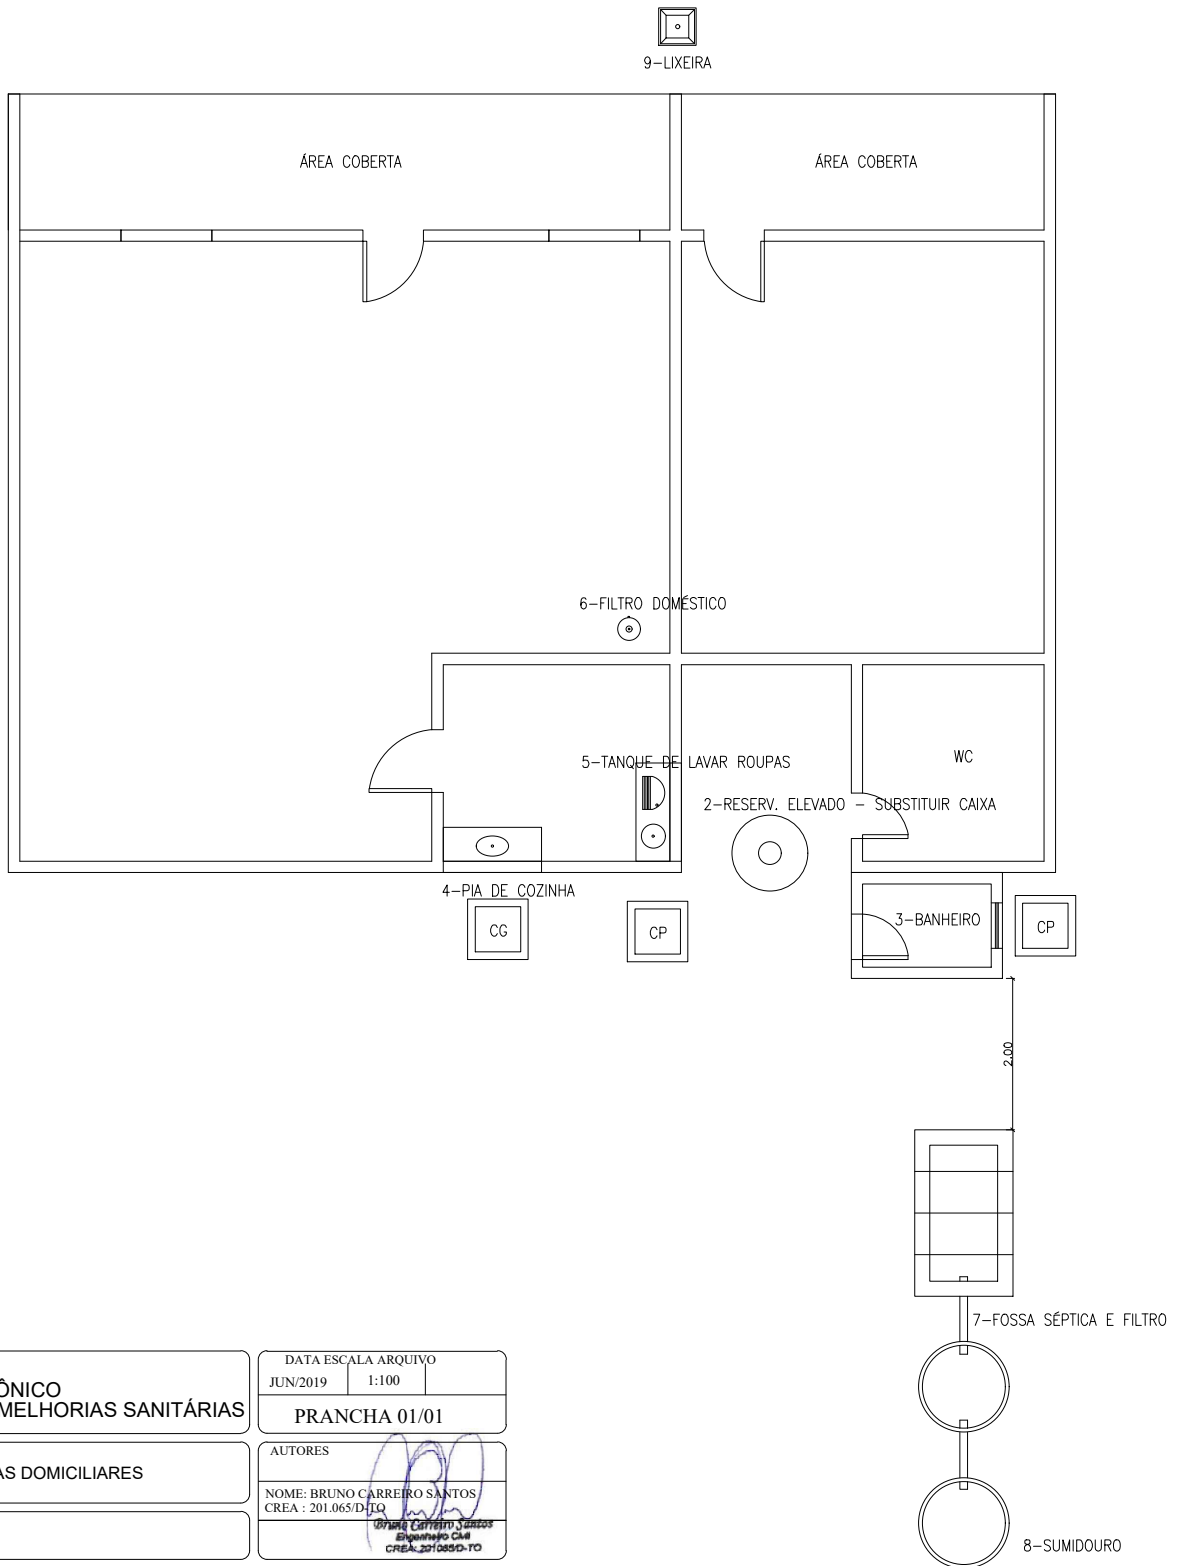 9-LIXEIRA
ÁREA COBERTA
ÁREA COBERTA
6-FILTRO DOMÉSTICO
5-TANQUE DE LAVAR ROUPAS
WC
2-RESERV. ELEVADO - SUBSTITUIR CAIXA
4-PIA DE COZINHA
CG
CP
3-BANHEIRO
CP
2.00
7-FOSSA SÉPTICA E FILTRO
8-SUMIDOURO
ÔNICO
MELHORIAS SANITÁRIAS
AS DOMICILIARES
DATA ESCALA ARQUIVO
JUN/2019 1:100
PRANCHA 01/01
AUTORES
NOME: BRUNO CARREIRO SANTOS
CREA : 201.065/D-TO
Bruno Carreiro Santos
Engenheiro Civil
CREA: 201065/D-TO